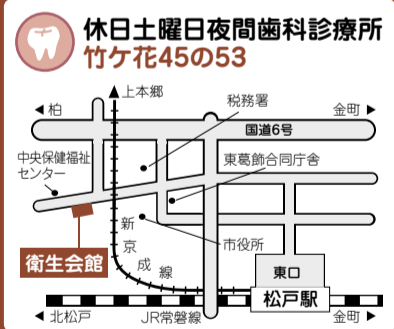 休日土曜日夜間歯科診療所
竹ケ花45の53
上本郷
税務署
◀柏
金町▶
国道6号
中央保健福祉
センター
東葛飾合同庁舎
新京成線
市役所
衛生会館
東口
松戸駅
◀北松戸
JR常磐線
金町▶